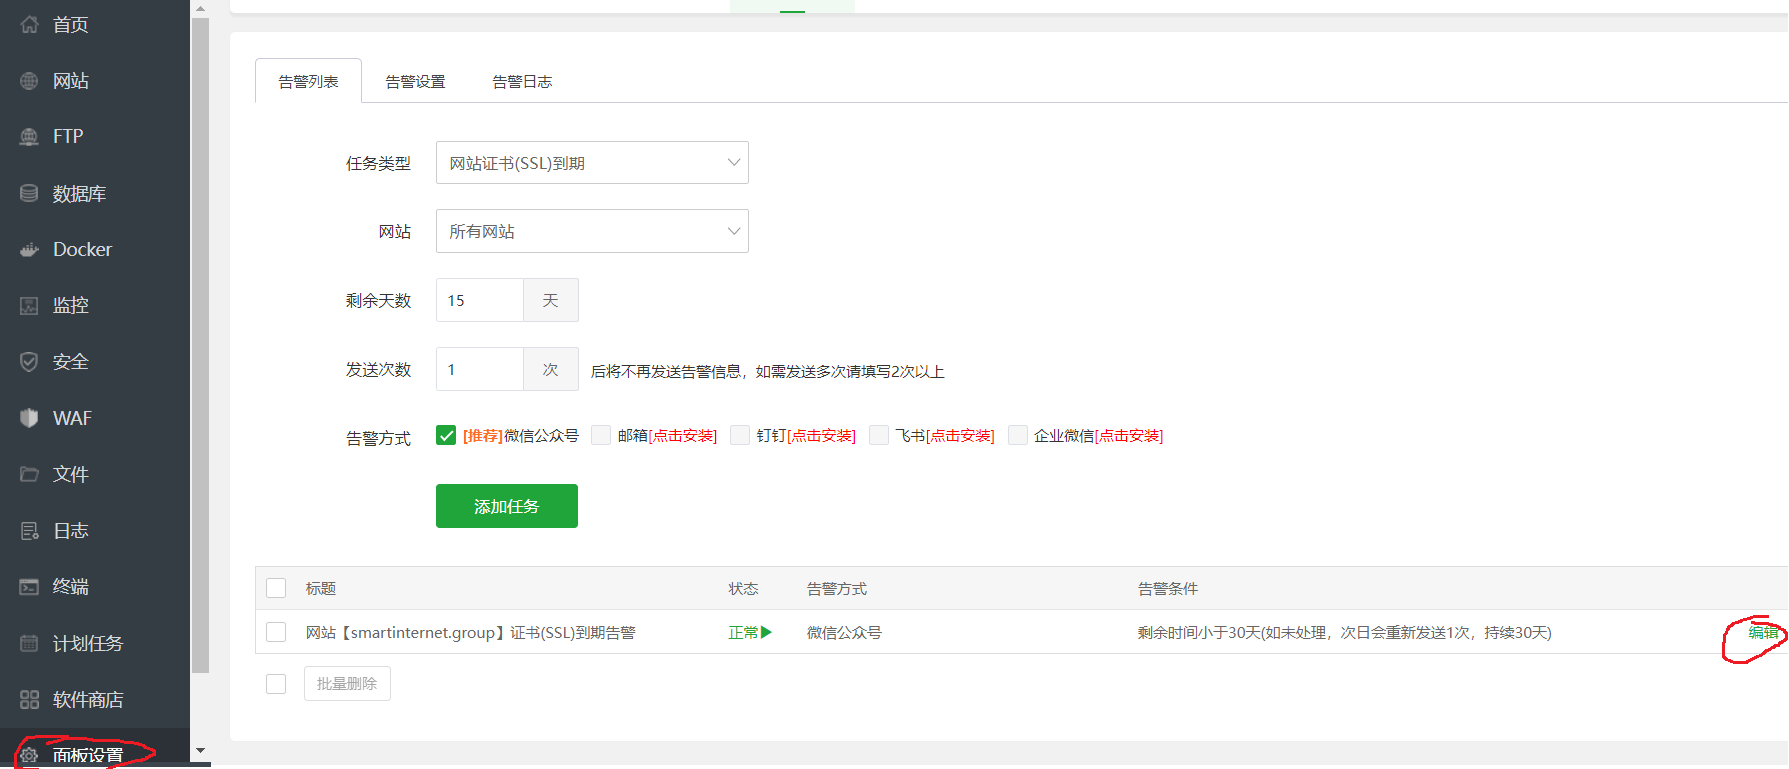 首页
网站
FTP
数据库
Docker
监控
安全
WAF
文件
日志
终端
计划任务
软件商店
面板设置
告警列表 告警设置 告警日志
任务类型 网站证书(SSL)到期
网站 所有网站
剩余天数 15 天
发送次数 1 次 后将不再发送告警信息，如需发送多次请填写2次以上
告警方式 [推荐]微信公众号 邮箱[点击安装] 钉钉[点击安装] 飞书[点击安装] 企业微信[点击安装]
添加任务
标题 状态 告警方式 告警条件
网站【smartinternet.group】证书(SSL)到期告警 正常 微信公众号 剩余时间小于30天(如未处理，次日会重新发送1次，持续30天) 编辑
批量删除